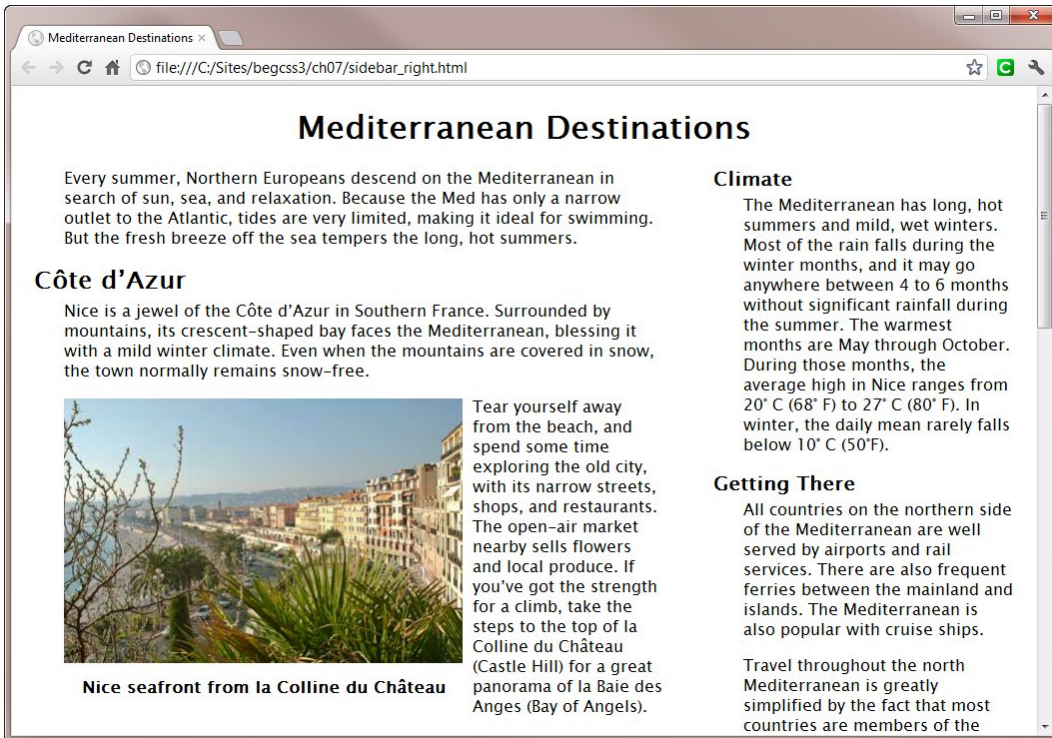 Mediterranean Destinations
file:///C:/Sites/begcss3/ch07/sidebar_right.html
Mediterranean Destinations
Every summer, Northern Europeans descend on the Mediterranean in
search of sun, sea, and relaxation. Because the Med has only a narrow
outlet to the Atlantic, tides are very limited, making it ideal for swimming.
But the fresh breeze off the sea tempers the long, hot summers.
Côte d’Azur
Nice is a jewel of the Côte d’Azur in Southern France. Surrounded by
mountains, its crescent-shaped bay faces the Mediterranean, blessing it
with a mild winter climate. Even when the mountains are covered in snow,
the town normally remains snow-free.
Tear yourself away
from the beach, and
spend some time
exploring the old city,
with its narrow streets,
shops, and restaurants.
The open-air market
nearby sells flowers
and local produce. If
you’ve got the strength
for a climb, take the
steps to the top of la
Colline du Château
(Castle Hill) for a great
panorama of la Baie des
Anges (Bay of Angels).
Nice seafront from la Colline du Château
Climate
The Mediterranean has long, hot
summers and mild, wet winters.
Most of the rain falls during the
winter months, and it may go
anywhere between 4 to 6 months
without significant rainfall during
the summer. The warmest
months are May through October.
During those months, the
average high in Nice ranges from
20° C (68° F) to 27° C (80° F). In
winter, the daily mean rarely falls
below 10° C (50°F).
Getting There
All countries on the northern side
of the Mediterranean are well
served by airports and rail
services. There are also frequent
ferries between the mainland and
islands. The Mediterranean is
also popular with cruise ships.
Travel throughout the north
Mediterranean is greatly
simplified by the fact that most
countries are members of the